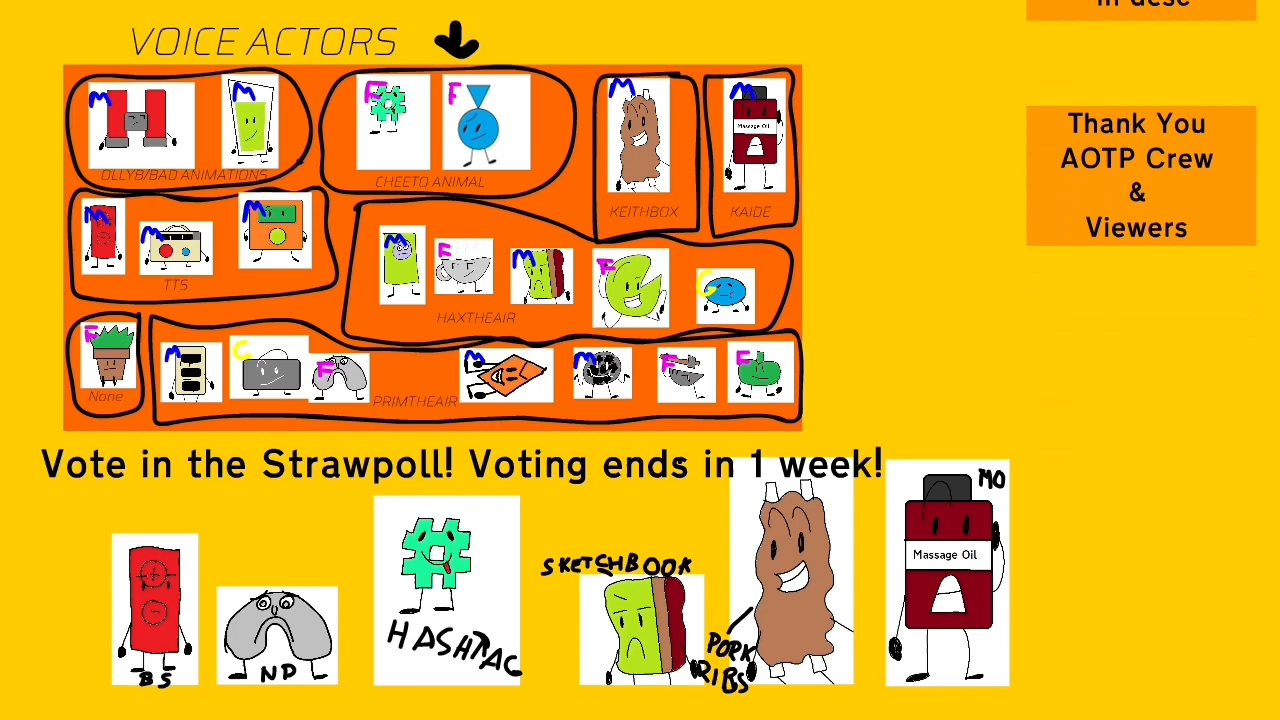 in desc
VOICE ACTORS
Thank You
AOTP Crew
&
Viewers
M
M
F
F
M
M
Massage Oil
OLLYB/BAD ANIMATIONS
CHEETO ANIMAL
KEITHBOX
KAIDE
M
M
M
TTS
M
F
M
F
C
HAXTHEAIR
F
None
M
C
F
M
M
F
F
PRIMTHEAIR
Vote in the Strawpoll! Voting ends in 1 week!
MO
Massage Oil
SKETCHBOOK
HASHTAG
PORK
RIBS
BS
ND